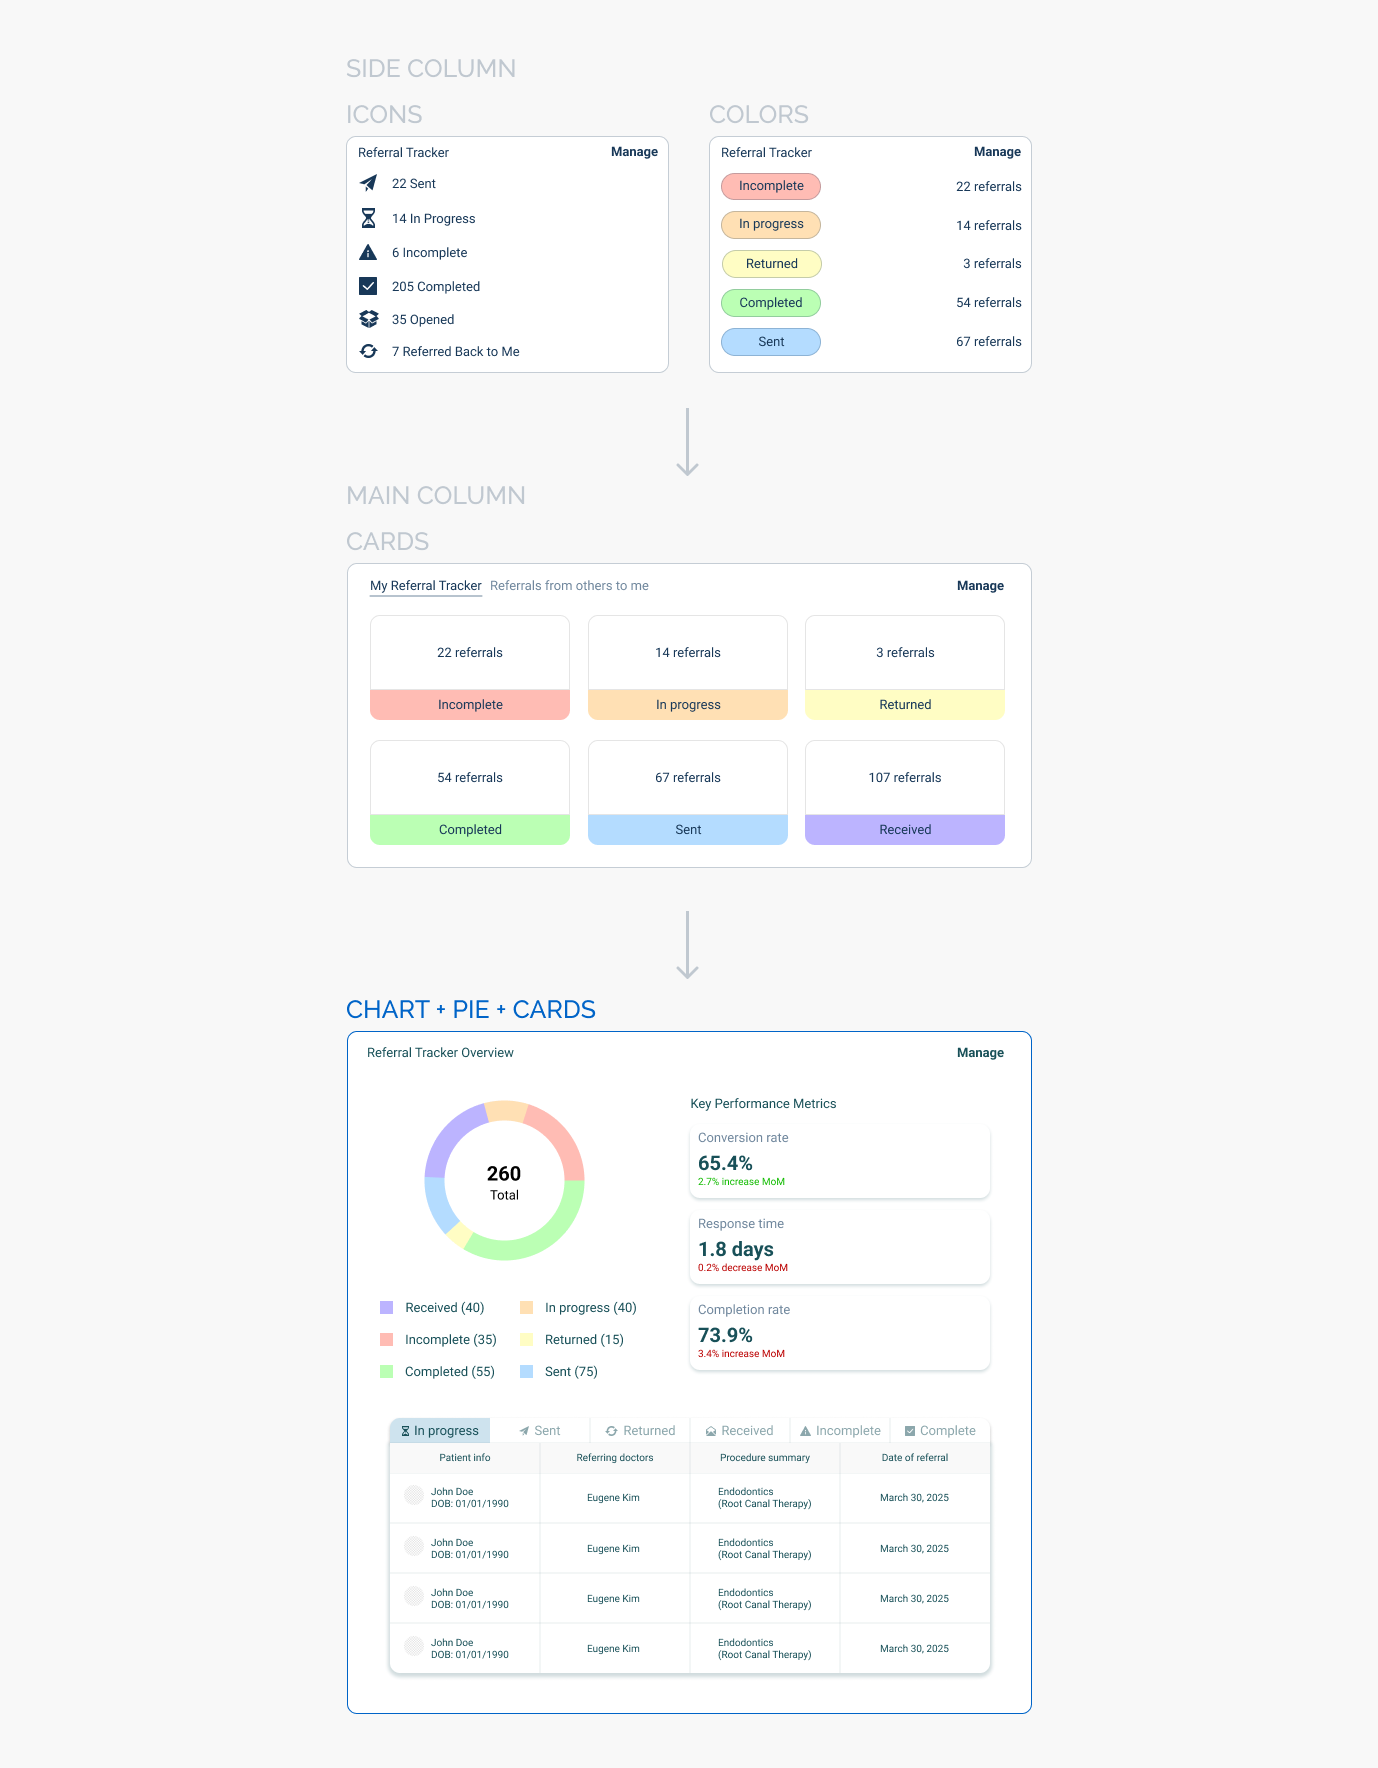 SIDE COLUMN
ICONS
Referral Tracker Manage
22 Sent
14 In Progress
6 Incomplete
205 Completed
35 Opened
7 Referred Back to Me
COLORS
Referral Tracker Manage
Incomplete 22 referrals
In progress 14 referrals
Returned 3 referrals
Completed 54 referrals
Sent 67 referrals
MAIN COLUMN
CARDS
My Referral Tracker Referrals from others to me Manage
22 referrals 14 referrals 3 referrals
Incomplete In progress Returned
54 referrals 67 referrals 107 referrals
Completed Sent Received
CHART + PIE + CARDS
Referral Tracker Overview Manage
260
Total
Received (40) In progress (40)
Incomplete (35) Returned (15)
Completed (55) Sent (75)
Key Performance Metrics
Conversion rate
65.4%
2.7% increase MoM
Response time
1.8 days
0.2% decrease MoM
Completion rate
73.9%
3.4% increase MoM
In progress Sent Returned Received Incomplete Complete
Patient info Referring doctors Procedure summary Date of referral
John Doe
DOB: 01/01/1990
Eugene Kim
Endodontics
(Root Canal Therapy)
March 30, 2025
John Doe
DOB: 01/01/1990
Eugene Kim
Endodontics
(Root Canal Therapy)
March 30, 2025
John Doe
DOB: 01/01/1990
Eugene Kim
Endodontics
(Root Canal Therapy)
March 30, 2025
John Doe
DOB: 01/01/1990
Eugene Kim
Endodontics
(Root Canal Therapy)
March 30, 2025